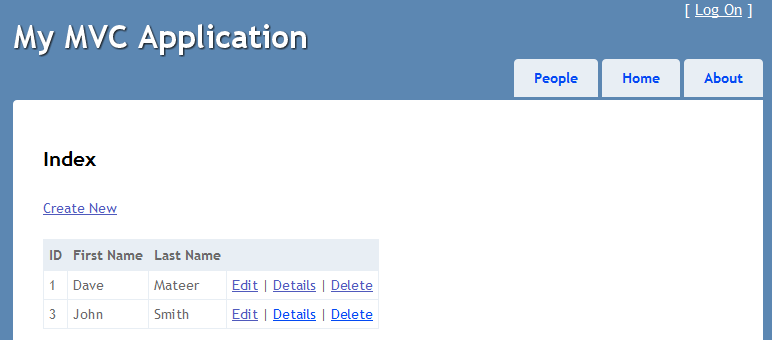 [ Log On ]
My MVC Application
People Home About
Index
Create New
ID First Name Last Name
1 Dave Mateer Edit | Details | Delete
3 John Smith Edit | Details | Delete